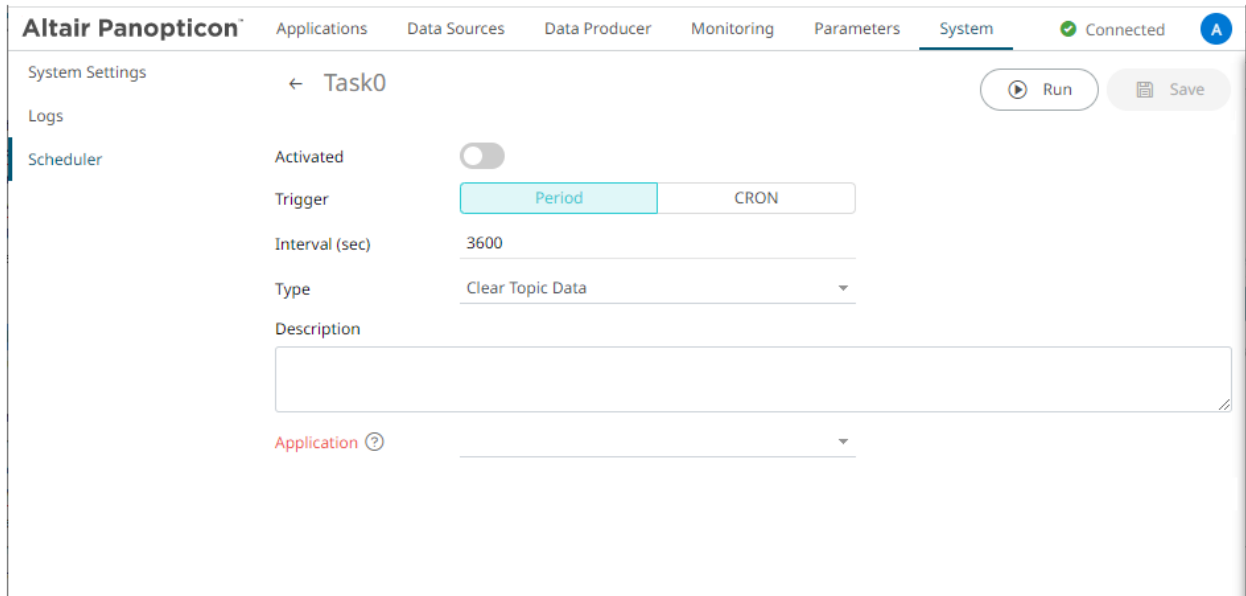 Altair Panopticon™ Applications Data Sources Data Producer Monitoring Parameters System Connected A
System Settings
Logs
Scheduler
← Task0
Run
Save
Activated
Trigger Period CRON
Interval (sec) 3600
Type Clear Topic Data
Description
Application ?